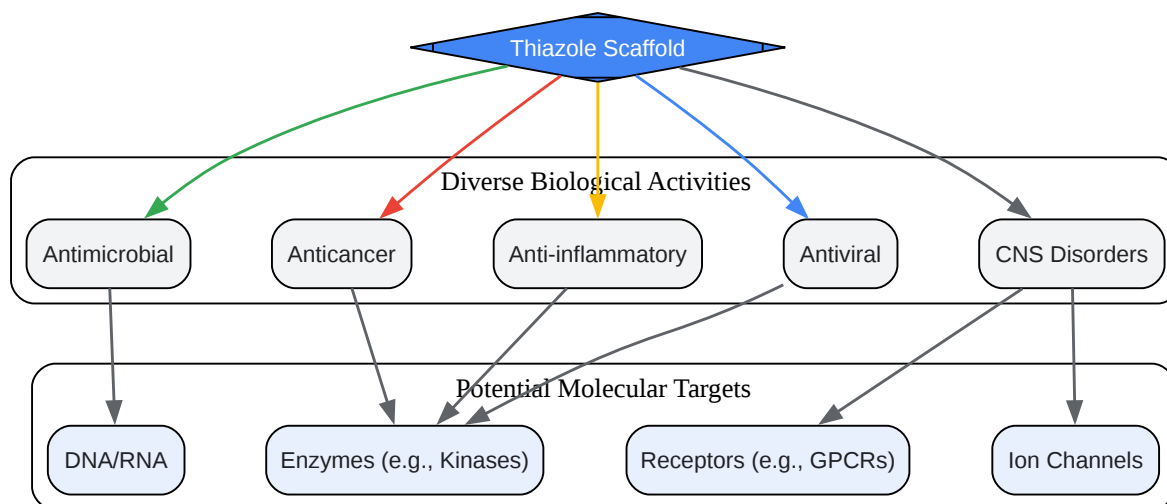 Thiazole Scaffold
Diverse Biological Activities
Antimicrobial
Anticancer
Anti-inflammatory
Antiviral
CNS Disorders
Potential Molecular Targets
DNA/RNA
Enzymes (e.g., Kinases)
Receptors (e.g., GPCRs)
Ion Channels